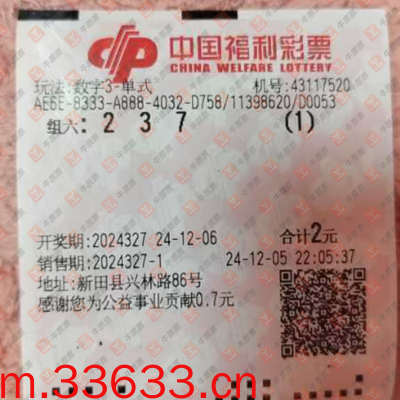 中国福利彩票
CHINA WELFARE LOTTERY
玩法:数字3-单式 机号:43117520
AE6E-8333-A888-4032-D758/11398620/D0053
组六: 2 3 7 (1)
开奖期:2024327 24-12-06 合计2元
销售期:2024327-1 24-12-05 22:05:37
地址:新田县兴林路86号
感谢您为公益事业贡献0.7元
m.33633.cn